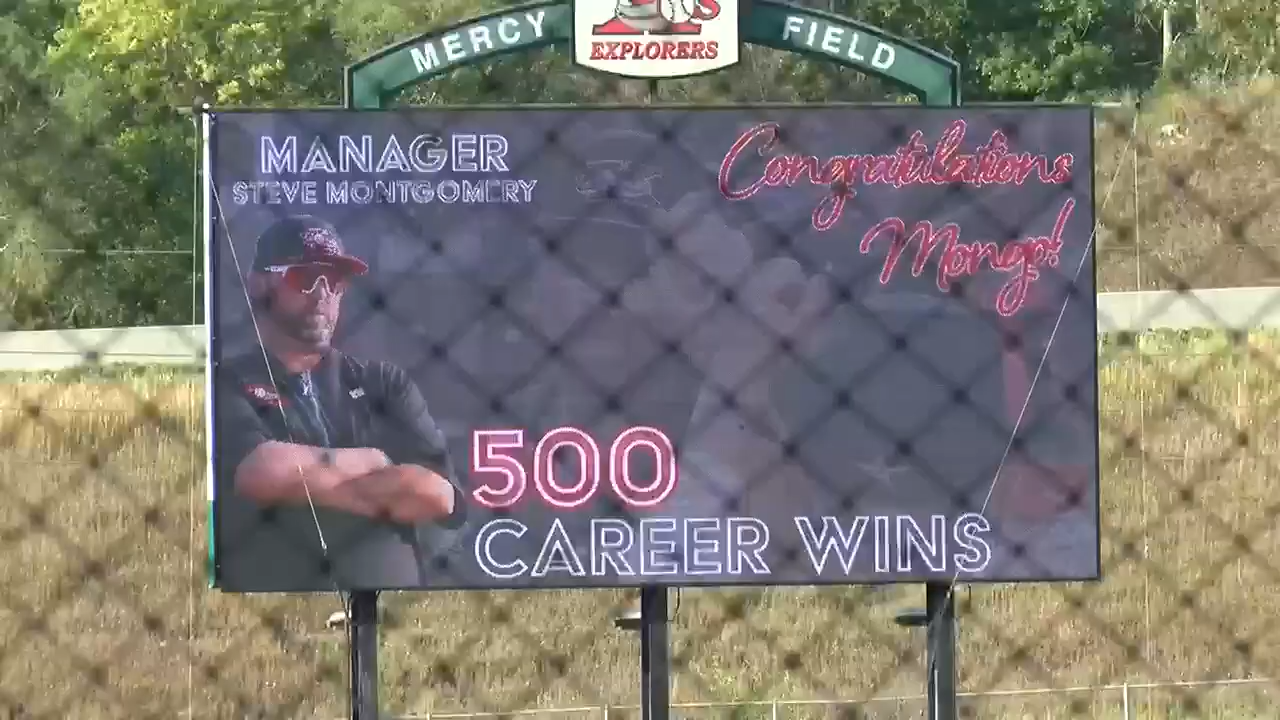 MERCY FIELD
EXPLORERS
MANAGER
STEVE MONTGOMERY
Congratulations
Mongo!
500
CAREER WINS